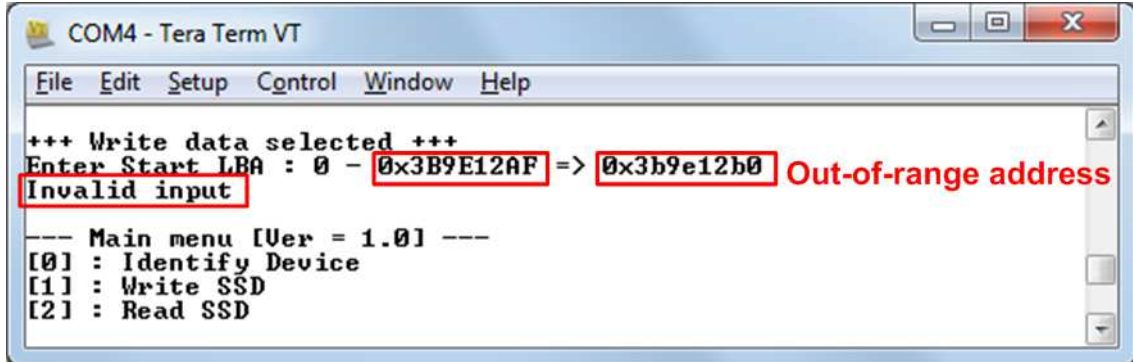 COM4 - Tera Term VT
File Edit Setup Control Window Help
+++ Write data selected +++
Enter Start LBA : 0 - 0x3B9E12AF => 0x3b9e12b0 Out-of-range address
Invalid input
--- Main menu [Ver = 1.0] ---
[0] : Identify Device
[1] : Write SSD
[2] : Read SSD